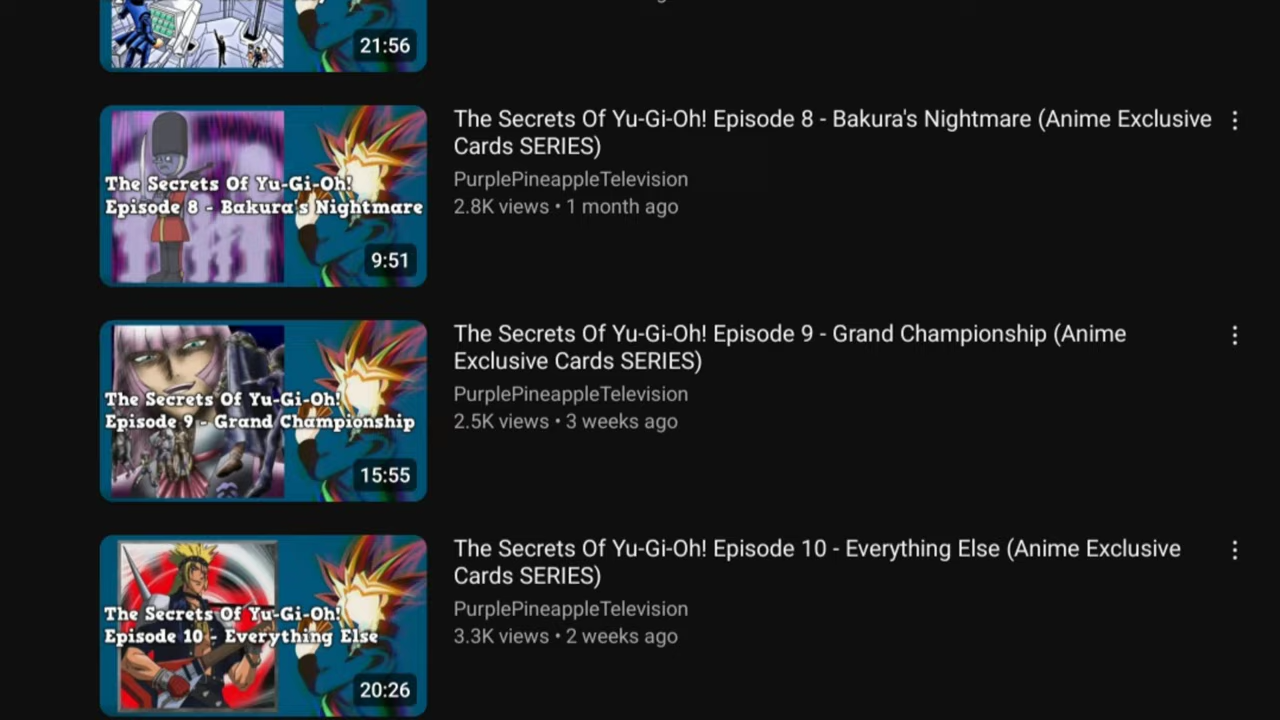 21:56
The Secrets Of Yu-Gi-Oh!
Episode 8 - Bakura's Nightmare
9:51
The Secrets Of Yu-Gi-Oh! Episode 8 - Bakura's Nightmare (Anime Exclusive
Cards SERIES)
PurplePineappleTelevision
2.8K views • 1 month ago
The Secrets Of Yu-Gi-Oh!
Episode 9 - Grand Championship
15:55
The Secrets Of Yu-Gi-Oh! Episode 9 - Grand Championship (Anime
Exclusive Cards SERIES)
PurplePineappleTelevision
2.5K views • 3 weeks ago
The Secrets Of Yu-Gi-Oh!
Episode 10 - Everything Else
20:26
The Secrets Of Yu-Gi-Oh! Episode 10 - Everything Else (Anime Exclusive
Cards SERIES)
PurplePineappleTelevision
3.3K views • 2 weeks ago